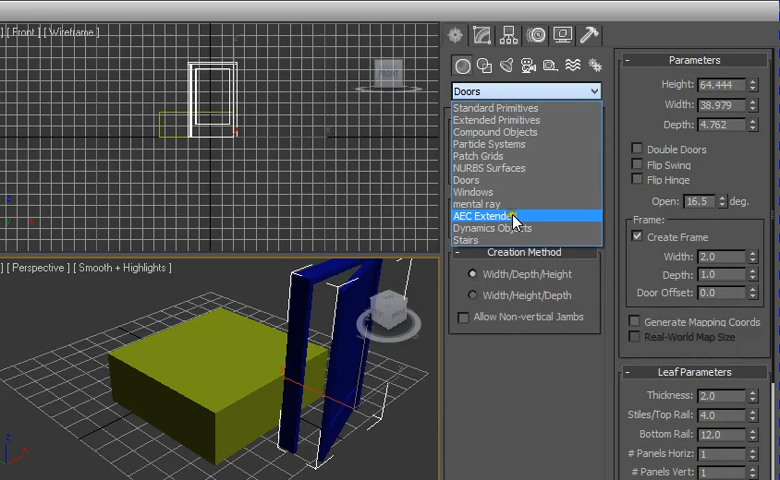 ] [ Front ] [ Wireframe ]
FRONT
x
] [ Perspective ] [ Smooth + Highlights ]
z
x
Doors
Standard Primitives
Extended Primitives
Compound Objects
Particle Systems
Patch Grids
NURBS Surfaces
Doors
Windows
mental ray
AEC Extended
Dynamics Objects
Stairs
- Creation Method
Width/Depth/Height
Width/Height/Depth
Allow Non-vertical Jambs
- Parameters
Height: 64.444
Width: 38.979
Depth: 4.762
Double Doors
Flip Swing
Flip Hinge
Open: 16.5 deg.
Frame:
Create Frame
Width: 2.0
Depth: 1.0
Door Offset: 0.0
Generate Mapping Coords
Real-World Map Size
- Leaf Parameters
Thickness: 2.0
Stiles/Top Rail: 4.0
Bottom Rail: 12.0
# Panels Horiz: 1
# Panels Vert: 1